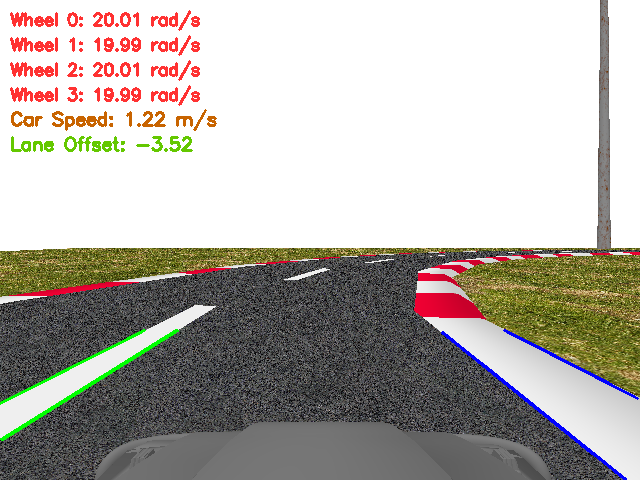 Wheel 0: 20.01 rad/s
Wheel 1: 19.99 rad/s
Wheel 2: 20.01 rad/s
Wheel 3: 19.99 rad/s
Car Speed: 1.22 m/s
Lane Offset: -3.52